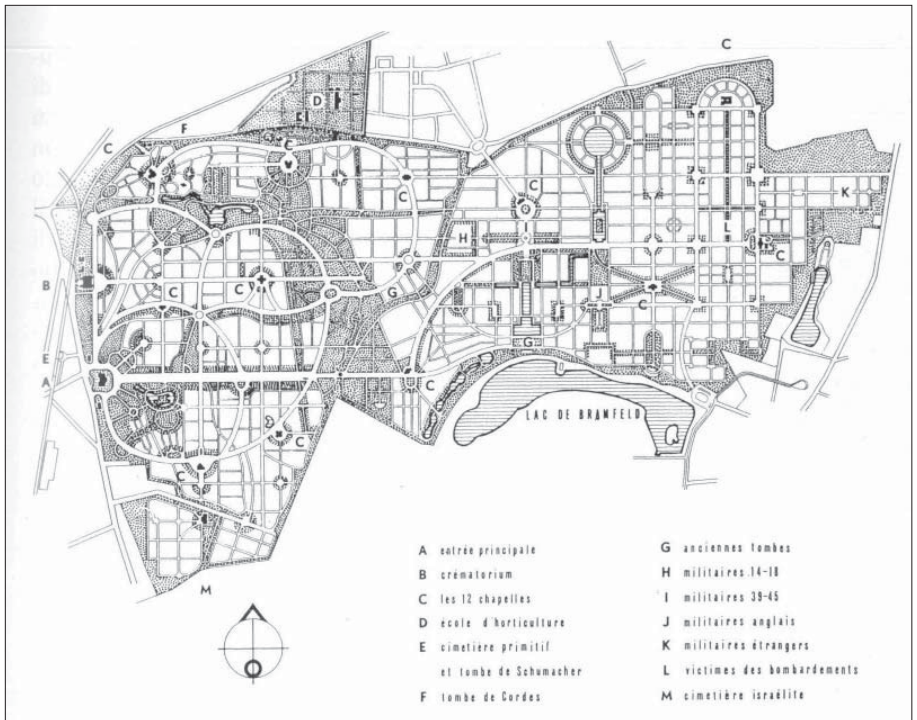 C
D
F
C
C
C
C
K
L
H
I
C
B
C
G
J
C
C
G
E
A
C
LAC DE BRAMFELD
C
C
M
A entrée principale
B crématorium
C les 12 chapelles
D école d'horticulture
E cimetière primitif
et tombe de Schumacher
F tombe de Cordes
G anciennes tombes
H militaires 14-18
I militaires 39-45
J militaires anglais
K militaires étrangers
L victimes des bombardements
M cimetière israélite